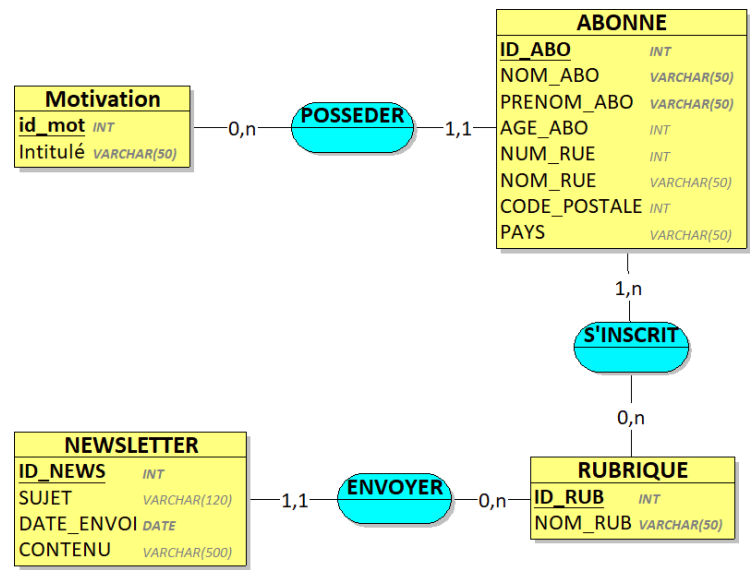 ABONNE
ID_ABO INT
NOM_ABO VARCHAR(50)
PRENOM_ABO VARCHAR(50)
AGE_ABO INT
NUM_RUE INT
NOM_RUE VARCHAR(50)
CODE_POSTALE INT
PAYS VARCHAR(50)
Motivation
id_mot INT
Intitulé VARCHAR(50)
0,n
POSSEDER
1,1
1,n
S'INSCRIT
0,n
NEWSLETTER
ID_NEWS INT
SUJET VARCHAR(120)
DATE_ENVOI DATE
CONTENU VARCHAR(500)
1,1
ENVOYER
0,n
RUBRIQUE
ID_RUB INT
NOM_RUB VARCHAR(50)